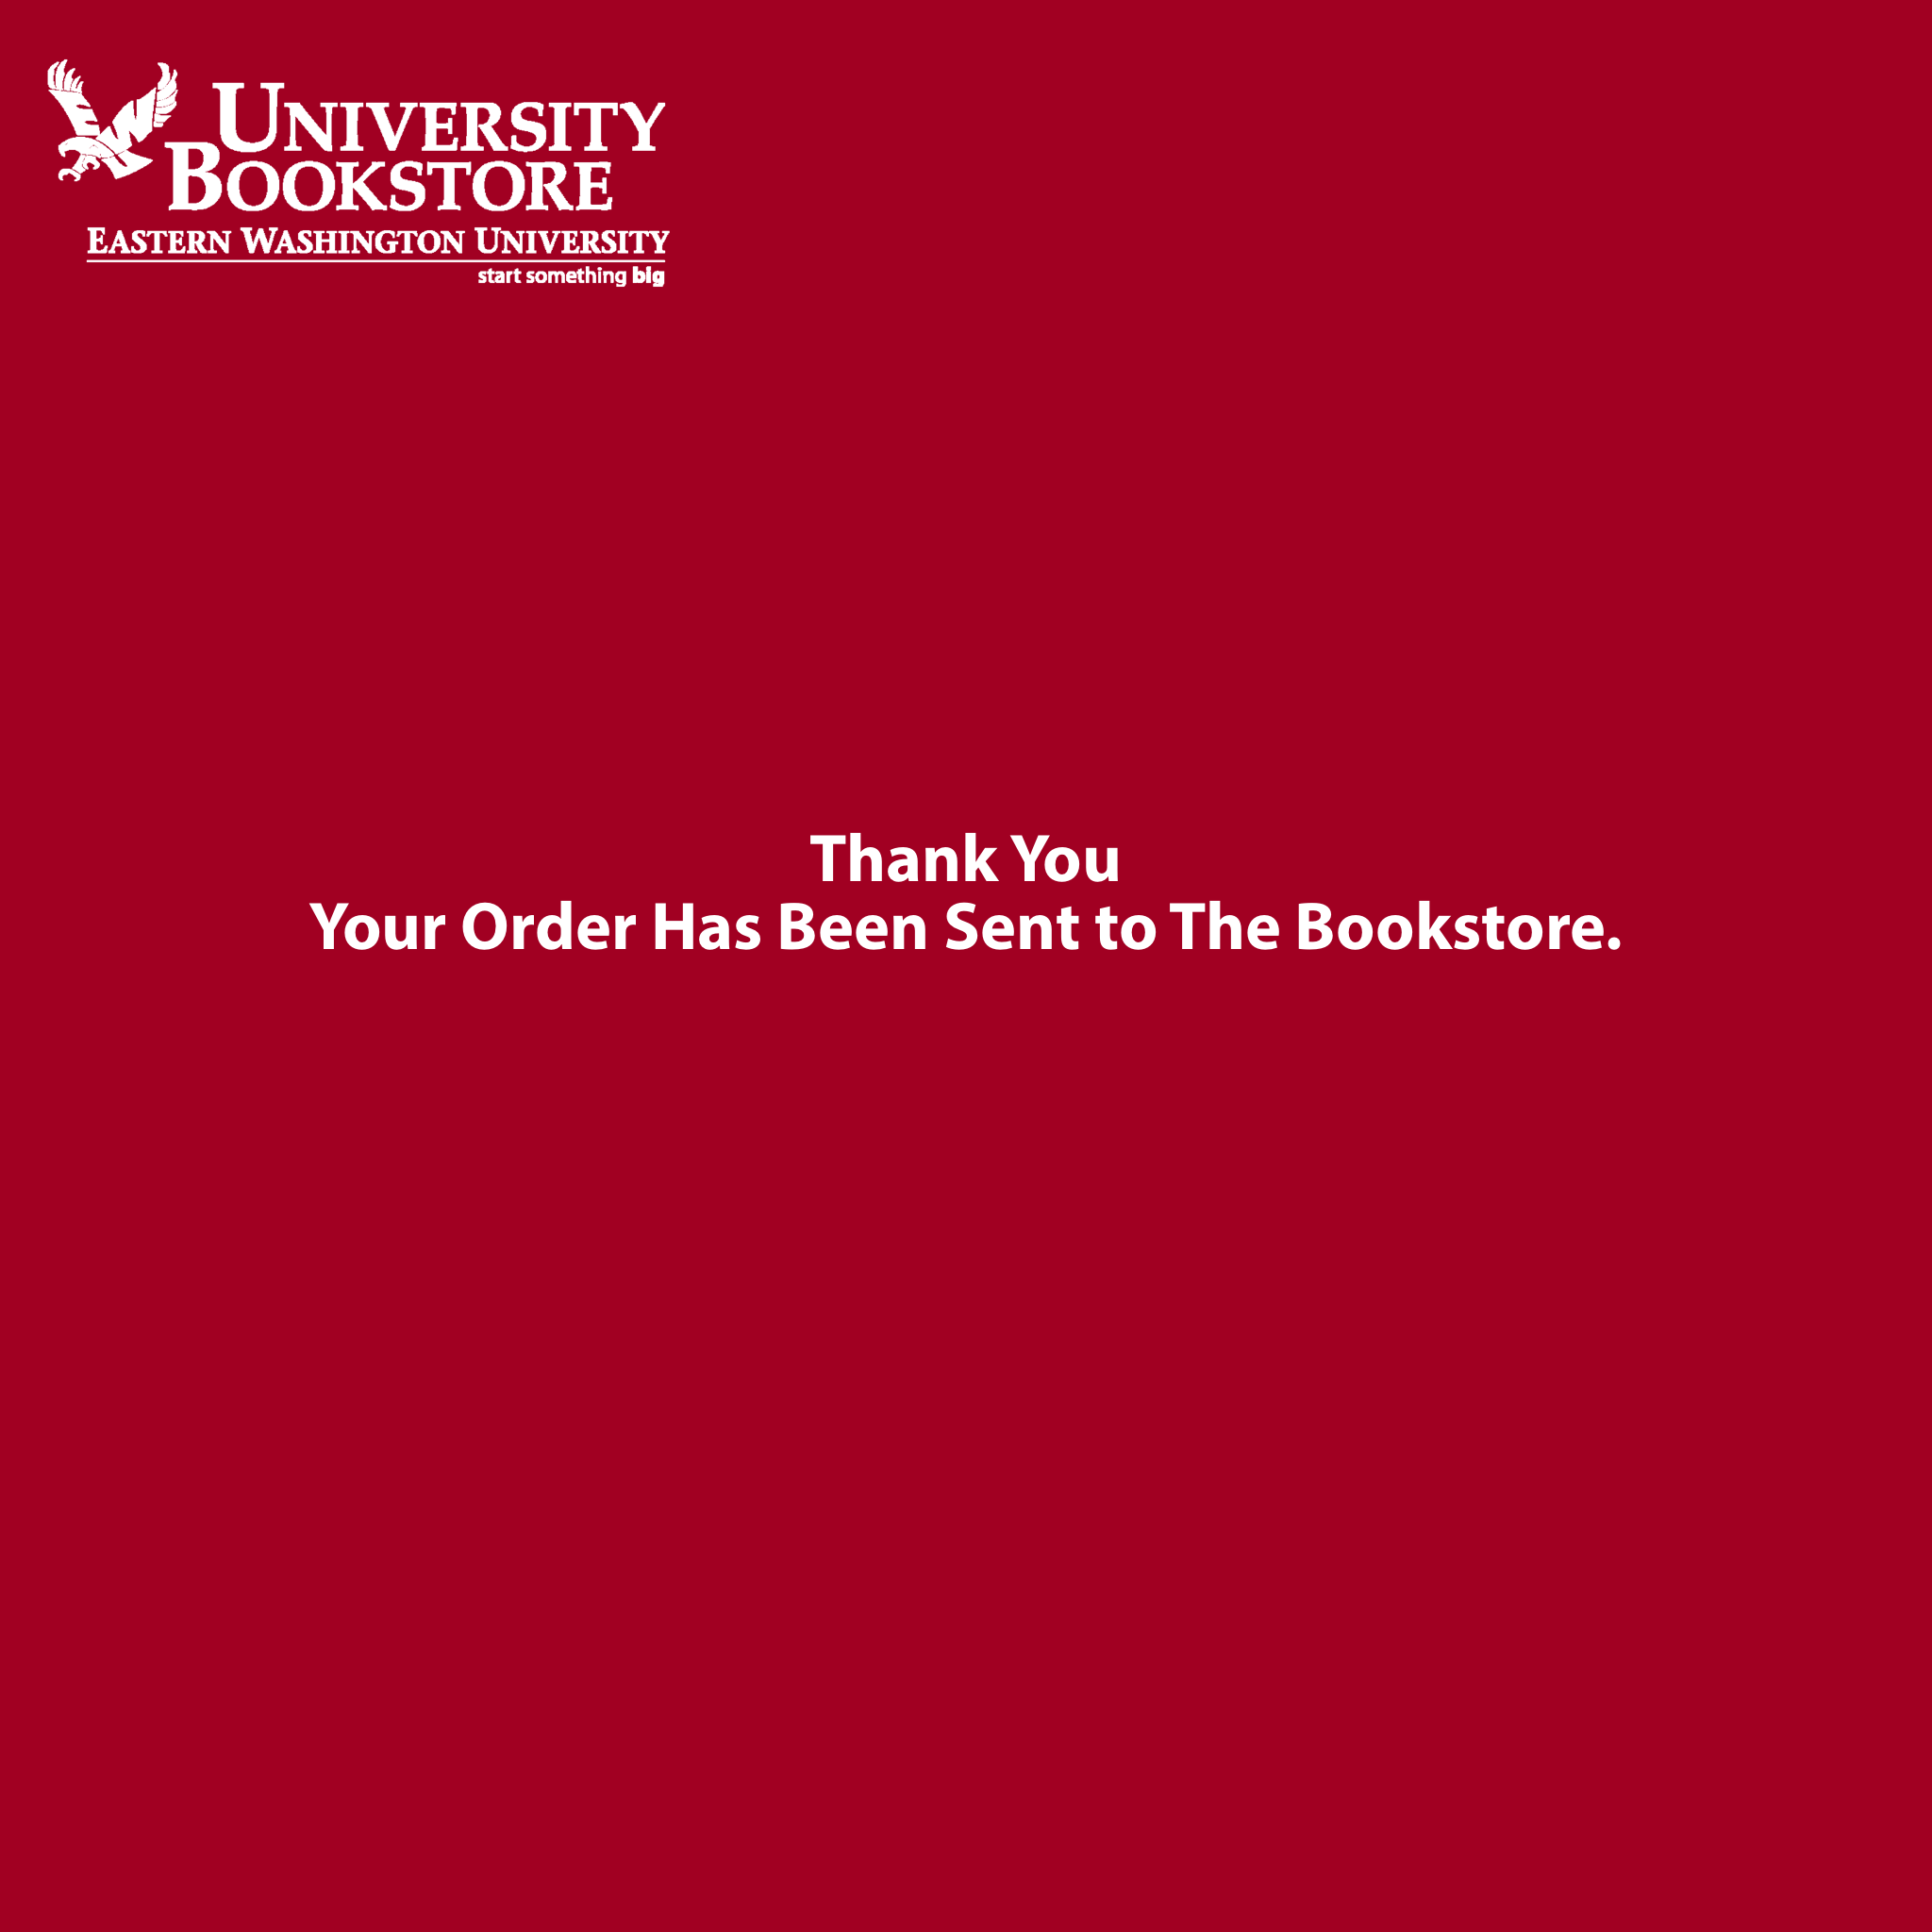 UNIVERSITY
BOOKSTORE
EASTERN WASHINGTON UNIVERSITY
start something big
Thank You
Your Order Has Been Sent to The Bookstore.